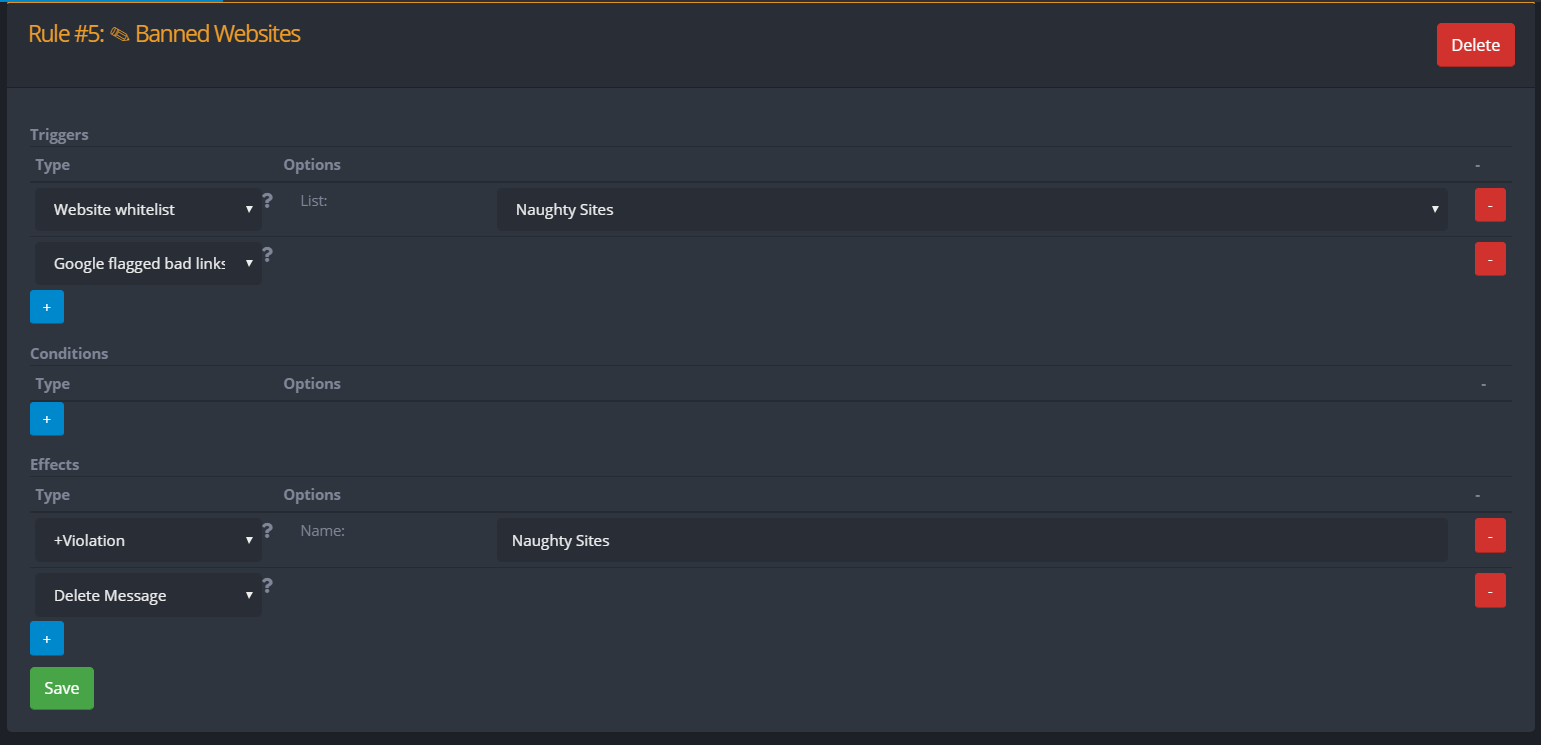 Rule #5: ✎ Banned Websites
Delete
Triggers
Type Options -
Website whitelist ▼ ? List: Naughty Sites ▼ -
Google flagged bad links ▼ ? -
+
Conditions
Type Options -
+
Effects
Type Options -
+Violation ▼ ? Name: Naughty Sites -
Delete Message ▼ ? -
+
Save